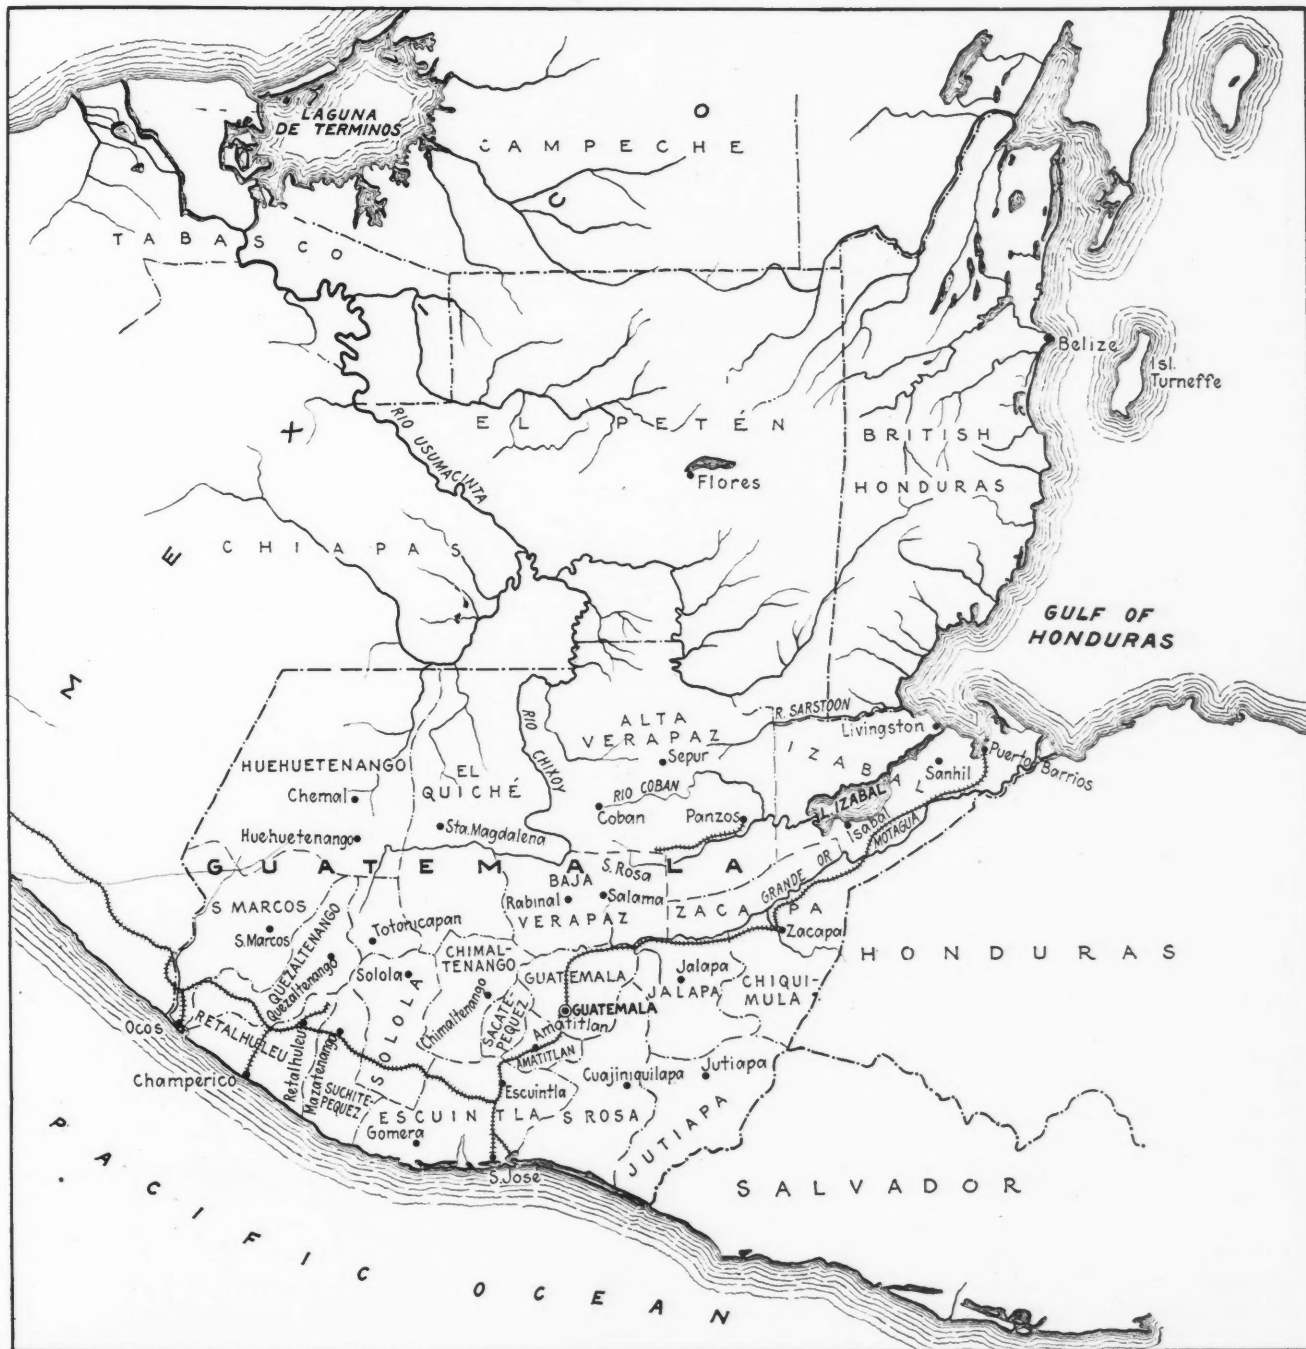 LAGUNA
DE TERMINOS
CAMPECHE
TABASCO
MEXICO
Belize
Isl.
Turneffe
RIO USUMACINTA
EL PETÉN
BRITISH
HONDURAS
Flores
CHIAPAS
GULF OF
HONDURAS
R. SARSTOON
ALTA
VERAPAZ
Livingston
IZABAL
Sepur
Puerto Barrios
Sanhil
HUEHUETENANGO
EL
QUICHÉ
RIO CHIXOY
Chemal
RIO COBAN
Coban
Panzos
L. IZABAL
Isabal
Huehuetenango
Sta. Magdalena
GUATEMALA
GRANDE OR MOTAGUA
S. Rosa
BAJA
VERAPAZ
Rabinal
Salama
ZACAPA
Zacapa
S MARCOS
S. Marcos
QUEZALTENANGO
Quezaltenango
Totonicapan
HONDURAS
CHIMAL-
TENANGO
Solola
SOLOLA
Chimaltenango
GUATEMALA
GUATEMALA
Jalapa
JALAPA
CHIQUI-
MULA
SACATE-
PEQUEZ
Amatitlan
AMATITLAN
Ocos
RETALHULEU
Retalhuleu
Mazatenango
SUCHITE-
PEQUEZ
Champerico
Escuintla
Cuajiniquilapa
Jutiapa
ESCUINTLA
S ROSA
JUTIAPA
Gomera
S. José
SALVADOR
PACIFIC OCEAN